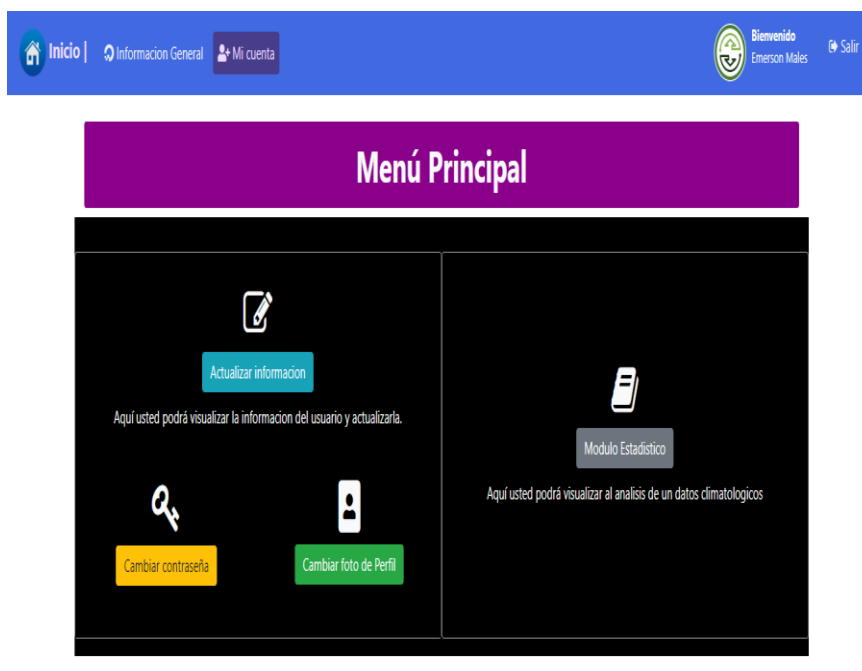 Inicio |
Informacion General
Mi cuenta
Bienvenido
Emerson Males
Salir
Menú Principal
Actualizar informacion
Aquí usted podrá visualizar la informacion del usuario y actualizarla.
Cambiar contraseña
Cambiar foto de Perfil
Modulo Estadistico
Aquí usted podrá visualizar al analisis de un datos climatologicos